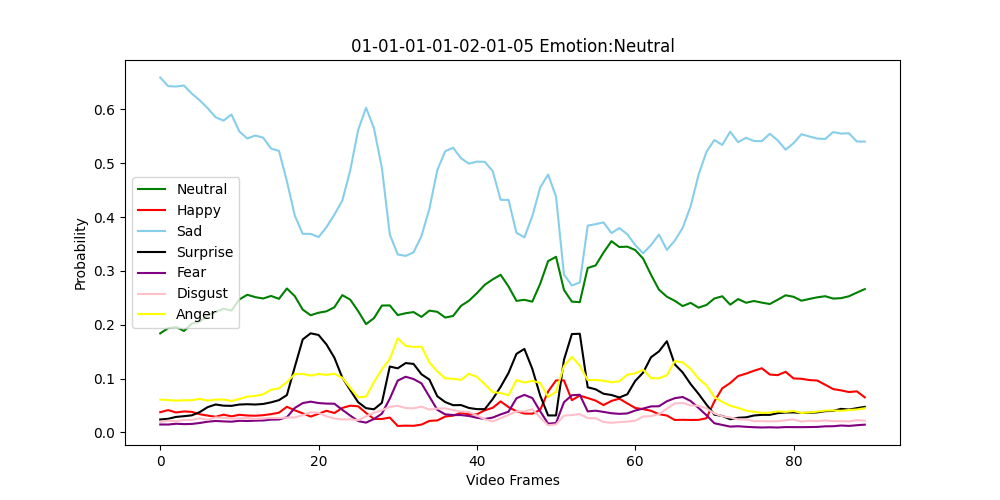 01-01-01-01-02-01-05 Emotion:Neutral
Probability
0.6
0.5
0.4
0.3
0.2
0.1
0.0
Neutral
Happy
Sad
Surprise
Fear
Disgust
Anger
0 20 40 60 80
Video Frames